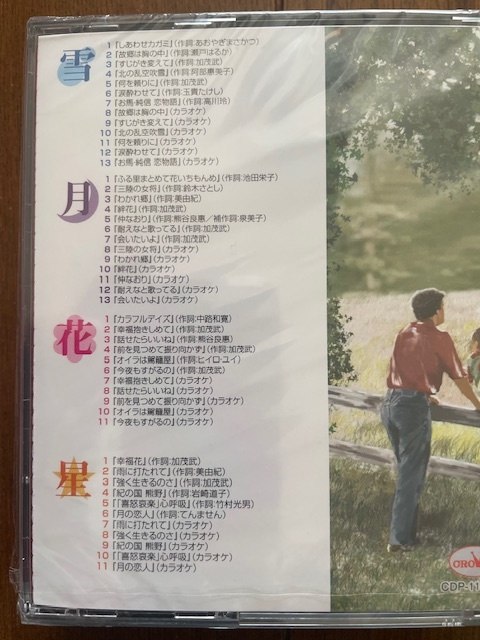 雪
1『しあわせカガミ』(作詞:あおやぎまさかつ)
2『故郷は胸の中』(作詞:瀬戸はるか)
3『すじがき変えて』(作詞:加茂武)
4『北の乱空吹雪』(作詞:阿部惠美子)
5『何を頼りに』(作詞:加茂武)
6『涙酔わせて』(作詞:玉貴たけし)
7『お馬・純信 恋物語』(作詞:高川玲)
8『故郷は胸の中』(カラオケ)
9『すじがき変えて』(カラオケ)
10『北の乱空吹雪』(カラオケ)
11『何を頼りに』(カラオケ)
12『涙酔わせて』(カラオケ)
13『お馬・純信 恋物語』(カラオケ)
月
1『ふる里まとめて花いちもんめ』(作詞:池田栄子)
2『三陸の女将』(作詞:鈴木さとし)
3『わかれ郷』(作詞:美由紀)
4『絆花』(作詞:加茂武)
5『仲なおり』(作詞:熊谷良惠/補作詞:泉美子)
6『耐えなと歌ってる』(作詞:加茂武)
7『会いたいよ』(作詞:加茂武)
8『三陸の女将』(カラオケ)
9『わかれ郷』(カラオケ)
10『絆花』(カラオケ)
11『仲なおり』(カラオケ)
12『耐えなと歌ってる』(カラオケ)
13『会いたいよ』(カラオケ)
花
1『カラフルデイズ』(作詞:中路和寛)
2『幸福抱きしめて』(作詞:加茂武)
3『話せたらいいね』(作詞:熊谷良惠)
4『前を見つめて振り向かず』(作詞:加茂武)
5『オイラは駕籠屋』(作詞:ヒイロ・ユイ)
6『今夜もすがるの』(作詞:加茂武)
7『幸福抱きしめて』(カラオケ)
8『話せたらいいね』(カラオケ)
9『前を見つめて振り向かず』(カラオケ)
10『オイラは駕籠屋』(カラオケ)
11『今夜もすがるの』(カラオケ)
星
1『幸福花』(作詞:加茂武)
2『雨に打たれて』(作詞:美由紀)
3『強く生きるのさ』(作詞:加茂武)
4『紀の国 熊野』(作詞:岩崎道子)
5『「喜怒哀楽」心呼吸』(作詞:竹村光男)
6『月の恋人』(作詞:てんません)
7『雨に打たれて』(カラオケ)
8『強く生きるのさ』(カラオケ)
9『紀の国 熊野』(カラオケ)
10『「喜怒哀楽」心呼吸』(カラオケ)
11『月の恋人』(カラオケ)
CDP-11